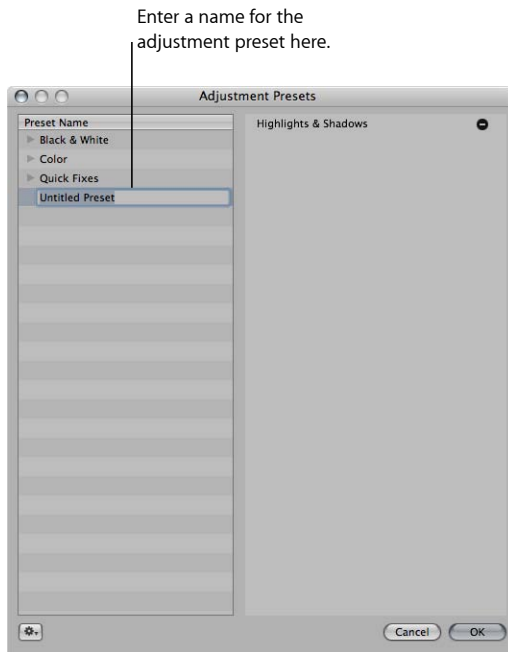 Enter a name for the
adjustment preset here.
Adjustment Presets
Preset Name
Highlights & Shadows
Black & White
Color
Quick Fixes
Untitled Preset
Cancel
OK